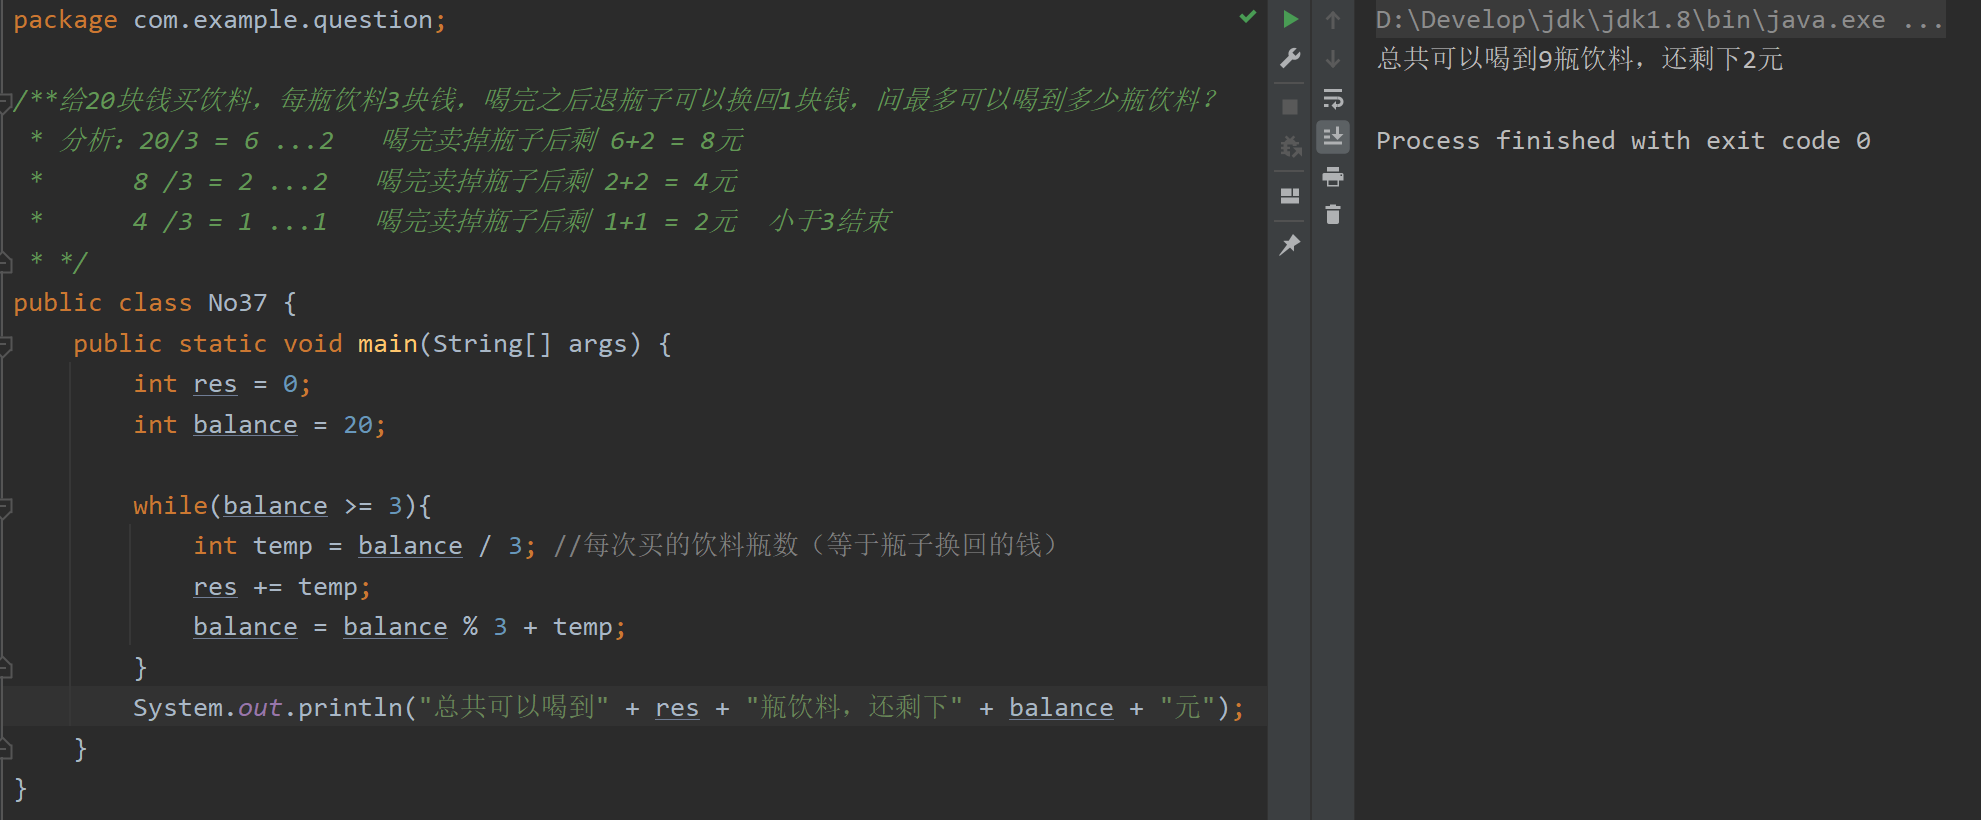 package com.example.question;
/**给20块钱买饮料，每瓶饮料3块钱，喝完之后退瓶子可以换回1块钱，问最多可以喝到多少瓶饮料？
 * 分析：20/3 = 6 ...2   喝完卖掉瓶子后剩 6+2 = 8元
 *      8 /3 = 2 ...2   喝完卖掉瓶子后剩 2+2 = 4元
 *      4 /3 = 1 ...1   喝完卖掉瓶子后剩 1+1 = 2元  小于3结束
 * */
public class No37 {
    public static void main(String[] args) {
        int res = 0;
        int balance = 20;
        while(balance >= 3){
            int temp = balance / 3; //每次买的饮料瓶数（等于瓶子换回的钱）
            res += temp;
            balance = balance % 3 + temp;
        }
        System.out.println("总共可以喝到" + res + "瓶饮料，还剩下" + balance + "元");
    }
}
D:\Develop\jdk\jdk1.8\bin\java.exe ...
总共可以喝到9瓶饮料，还剩下2元
Process finished with exit code 0